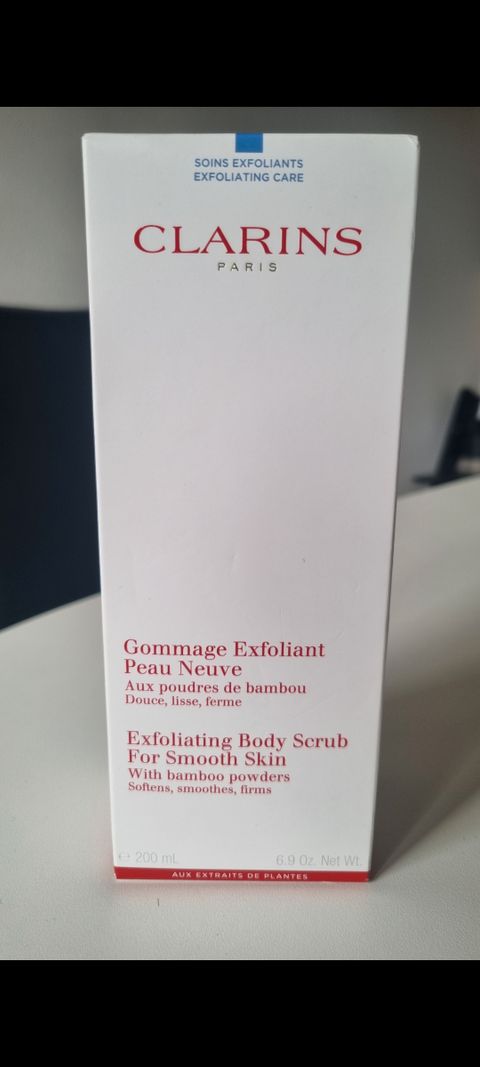 SOINS EXFOLIANTS
EXFOLIATING CARE
CLARINS
PARIS
Gommage Exfoliant
Peau Neuve
Aux poudres de bambou
Douce, lisse, ferme
Exfoliating Body Scrub
For Smooth Skin
With bamboo powders
Softens, smoothes, firms
℮ 200 mL 6.9 Oz. Net Wt.
AUX EXTRAITS DE PLANTES